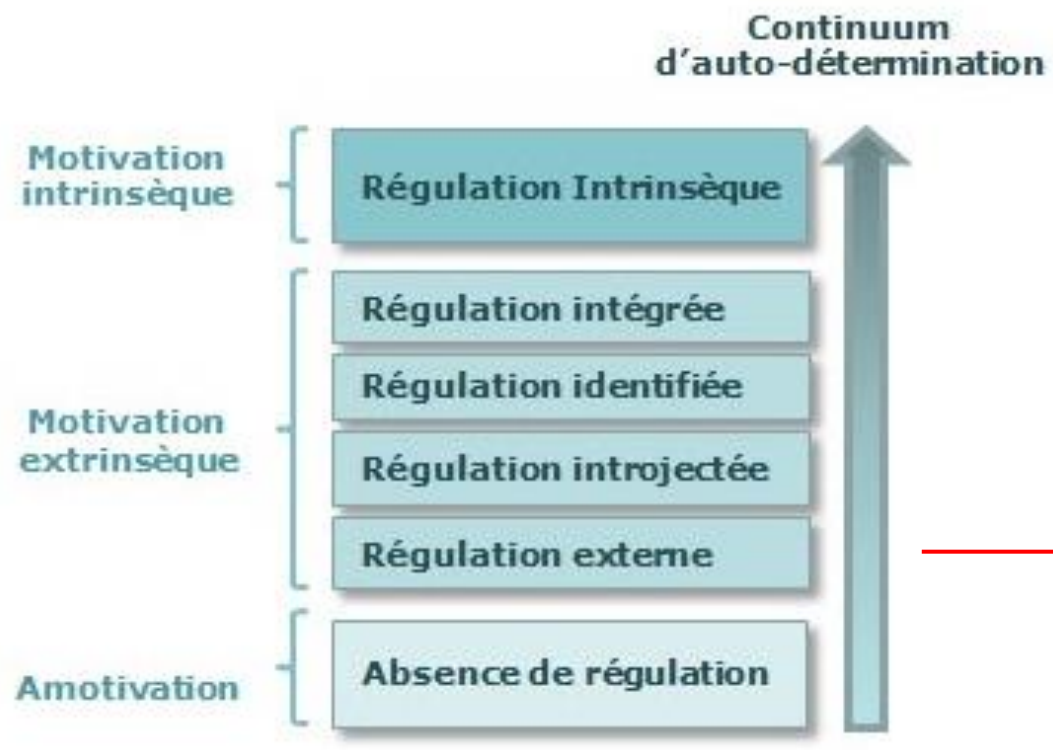 Continuum
d'auto-détermination
Motivation
intrinsèque
Régulation Intrinsèque
Régulation intégrée
Régulation identifiée
Motivation
extrinsèque
Régulation introjectée
Régulation externe
Amotivation
Absence de régulation